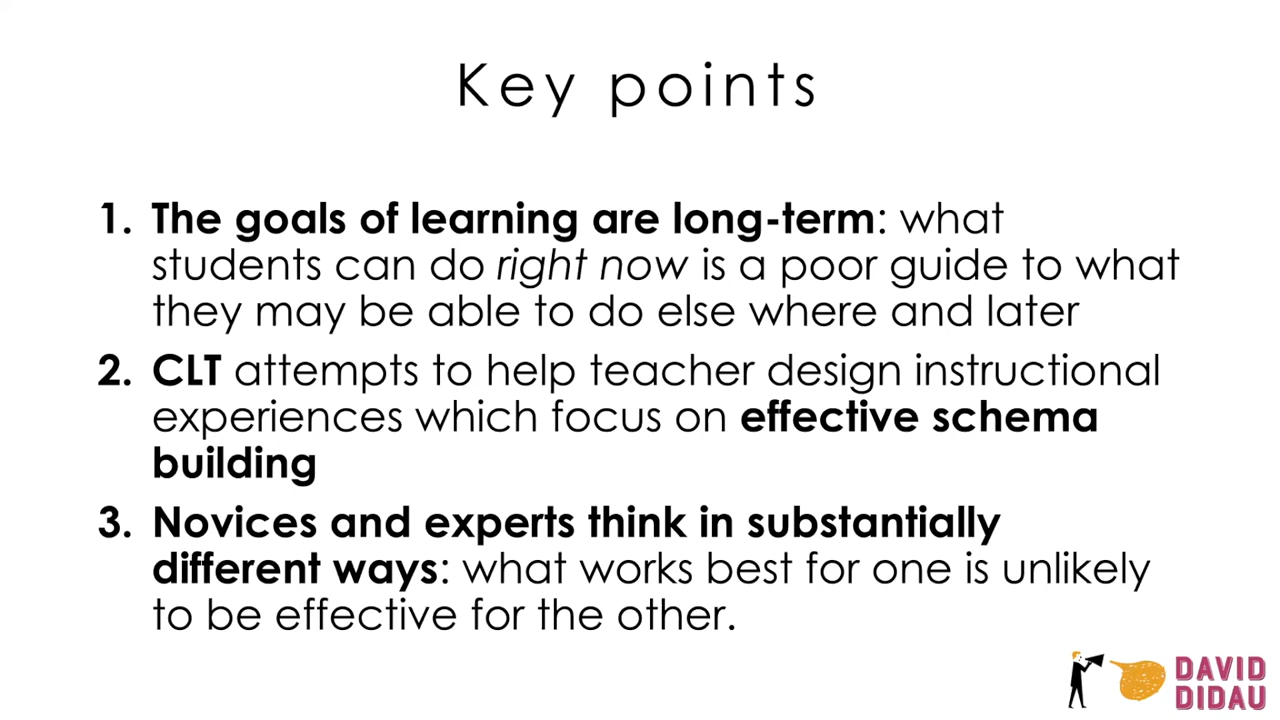 Key points
1. The goals of learning are long-term: what
students can do right now is a poor guide to what
they may be able to do else where and later
2. CLT attempts to help teacher design instructional
experiences which focus on effective schema
building
3. Novices and experts think in substantially
different ways: what works best for one is unlikely
to be effective for the other.
DAVID
DIDAU